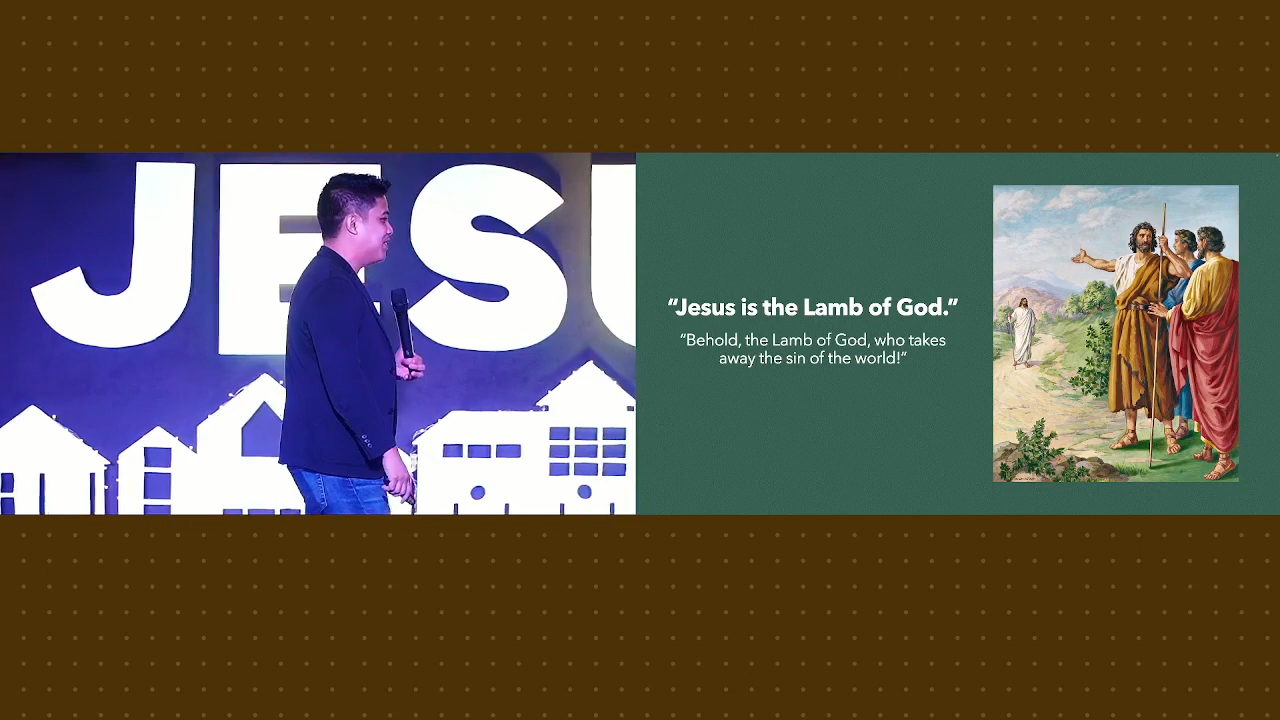 JESU
“Jesus is the Lamb of God.”
“Behold, the Lamb of God, who takes
away the sin of the world!”